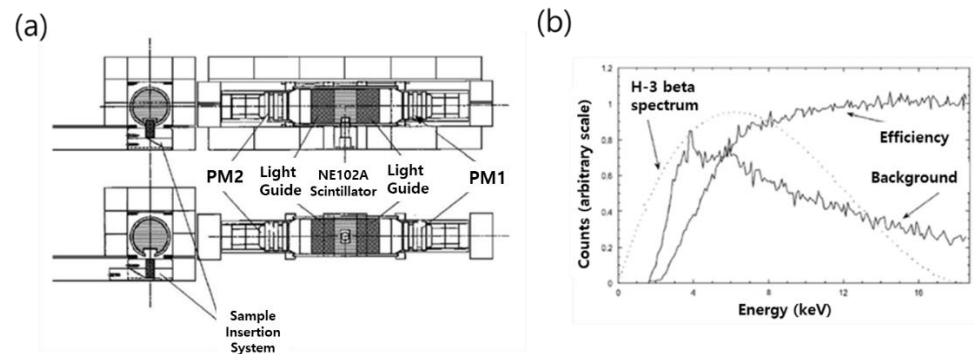 (a)
PM2
Light
Guide
NE102A
Scintillator
Light
Guide
PM1
Sample
Insertion
System
(b)
Counts (arbitrary scale)
1.2
1
0.8
0.6
0.4
0.2
0
H-3 beta
spectrum
Efficiency
Background
0
4
8
12
16
Energy (keV)